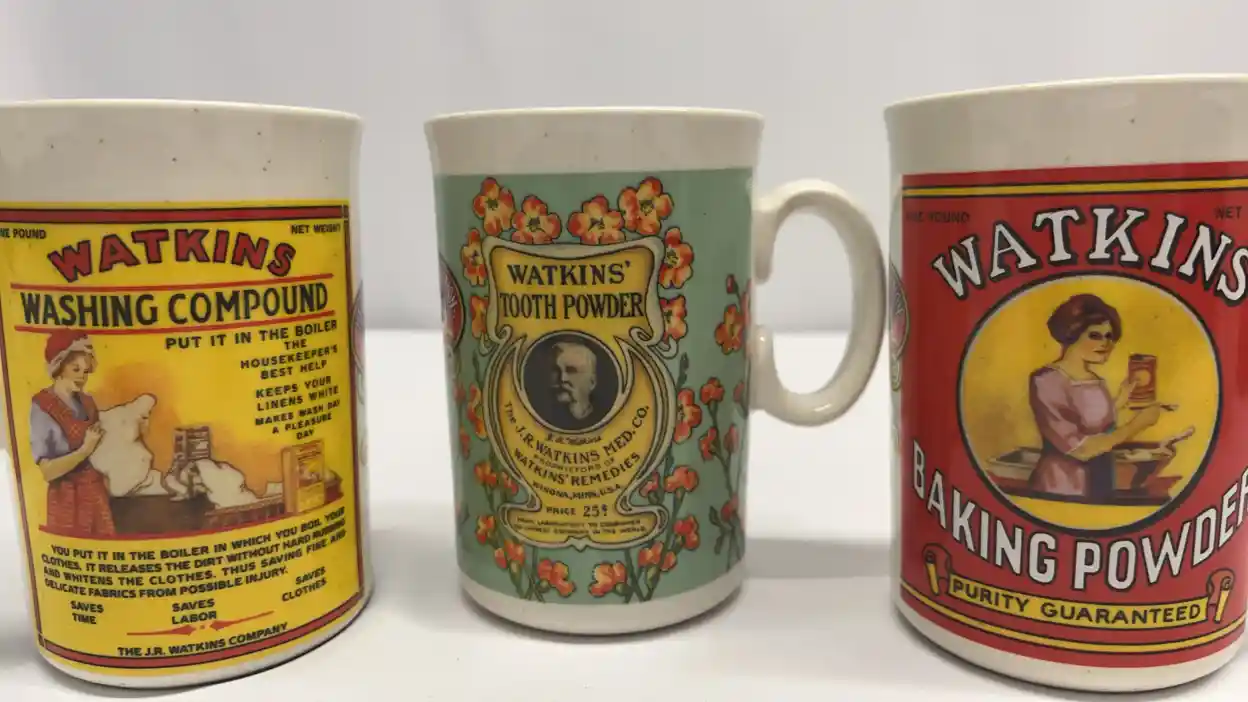 NE POUND
NET WEIGHT
WATKINS
WASHING COMPOUND
PUT IT IN THE BOILER
THE
HOUSEKEEPER'S
BEST HELP
KEEPS YOUR
LINENS WHITE
MAKES WASH DAY
A PLEASURE
DAY
YOU PUT IT IN THE BOILER IN WHICH YOU BOIL YOUR
CLOTHES. IT RELEASES THE DIRT WITHOUT HARD RUBBING
AND WHITENS THE CLOTHES. THUS SAVING FINE AND
DELICATE FABRICS FROM POSSIBLE INJURY.
SAVES
TIME
SAVES
LABOR
SAVES
CLOTHES
THE J.R. WATKINS COMPANY
WATKINS'
TOOTH POWDER
THE J.R. WATKINS MED. CO.
PROPRIETORS OF
WATKINS' REMEDIES
WINONA, MINN., U.S.A.
PRICE 25¢
POUND
NET
WATKINS
BAKING POWDER
PURITY GUARANTEED